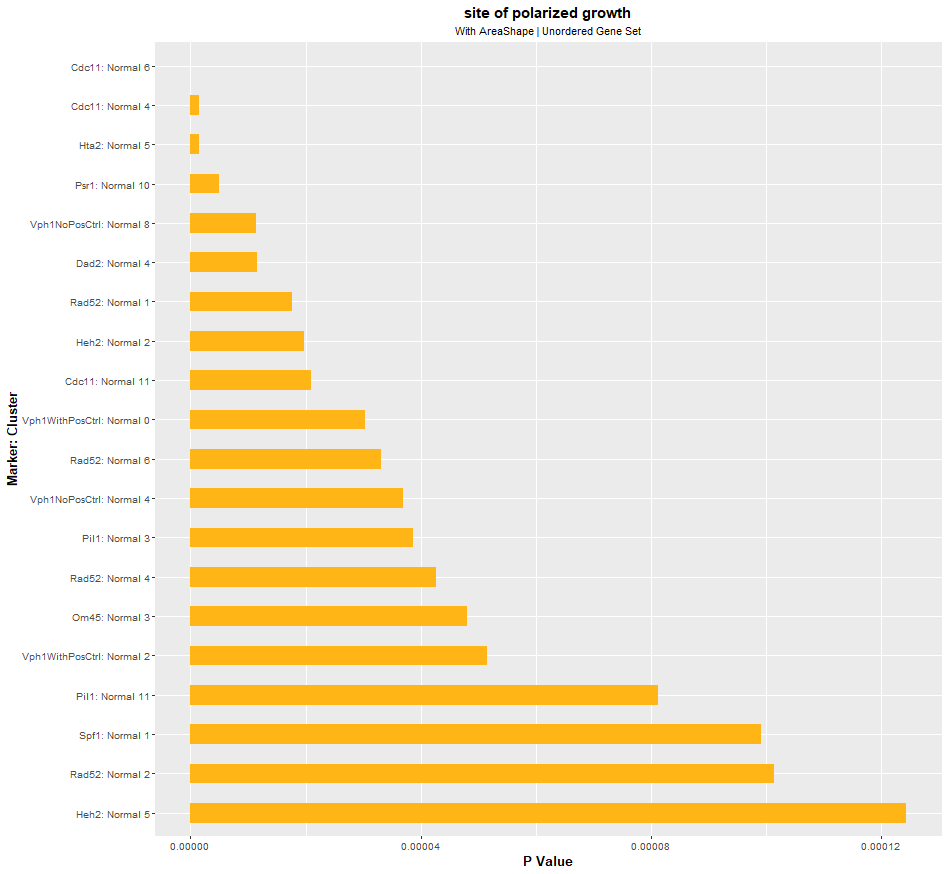 site of polarized growth
With AreaShape | Unordered Gene Set
Marker: Cluster
Cdc11: Normal 6
Cdc11: Normal 4
Hta2: Normal 5
Psr1: Normal 10
Vph1NoPosCtrl: Normal 8
Dad2: Normal 4
Rad52: Normal 1
Heh2: Normal 2
Cdc11: Normal 11
Vph1WithPosCtrl: Normal 0
Rad52: Normal 6
Vph1NoPosCtrl: Normal 4
Pil1: Normal 3
Rad52: Normal 4
Om45: Normal 3
Vph1WithPosCtrl: Normal 2
Pil1: Normal 11
Spf1: Normal 1
Rad52: Normal 2
Heh2: Normal 5
0.00000 0.00004 0.00008 0.00012
P Value